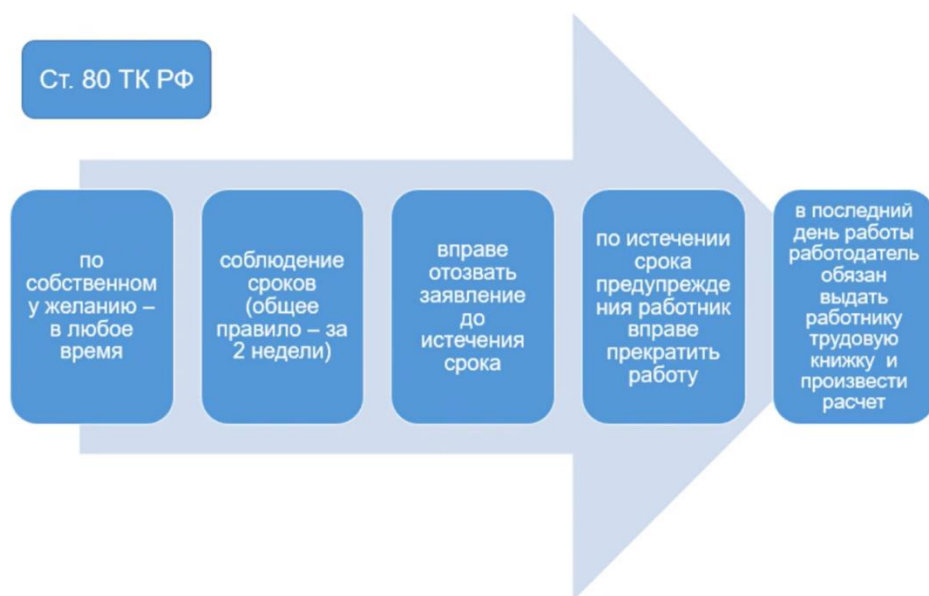 Ст. 80 ТК РФ
по
собственном
у желанию –
в любое
время
соблюдение
сроков
(общее
правило – за
2 недели)
вправе
отозвать
заявление
до
истечения
срока
по истечении
срока
предупрежде
ния работник
вправе
прекратить
работу
в последний
день работы
работодатель
обязан
выдать
работнику
трудовую
книжку и
произвести
расчет